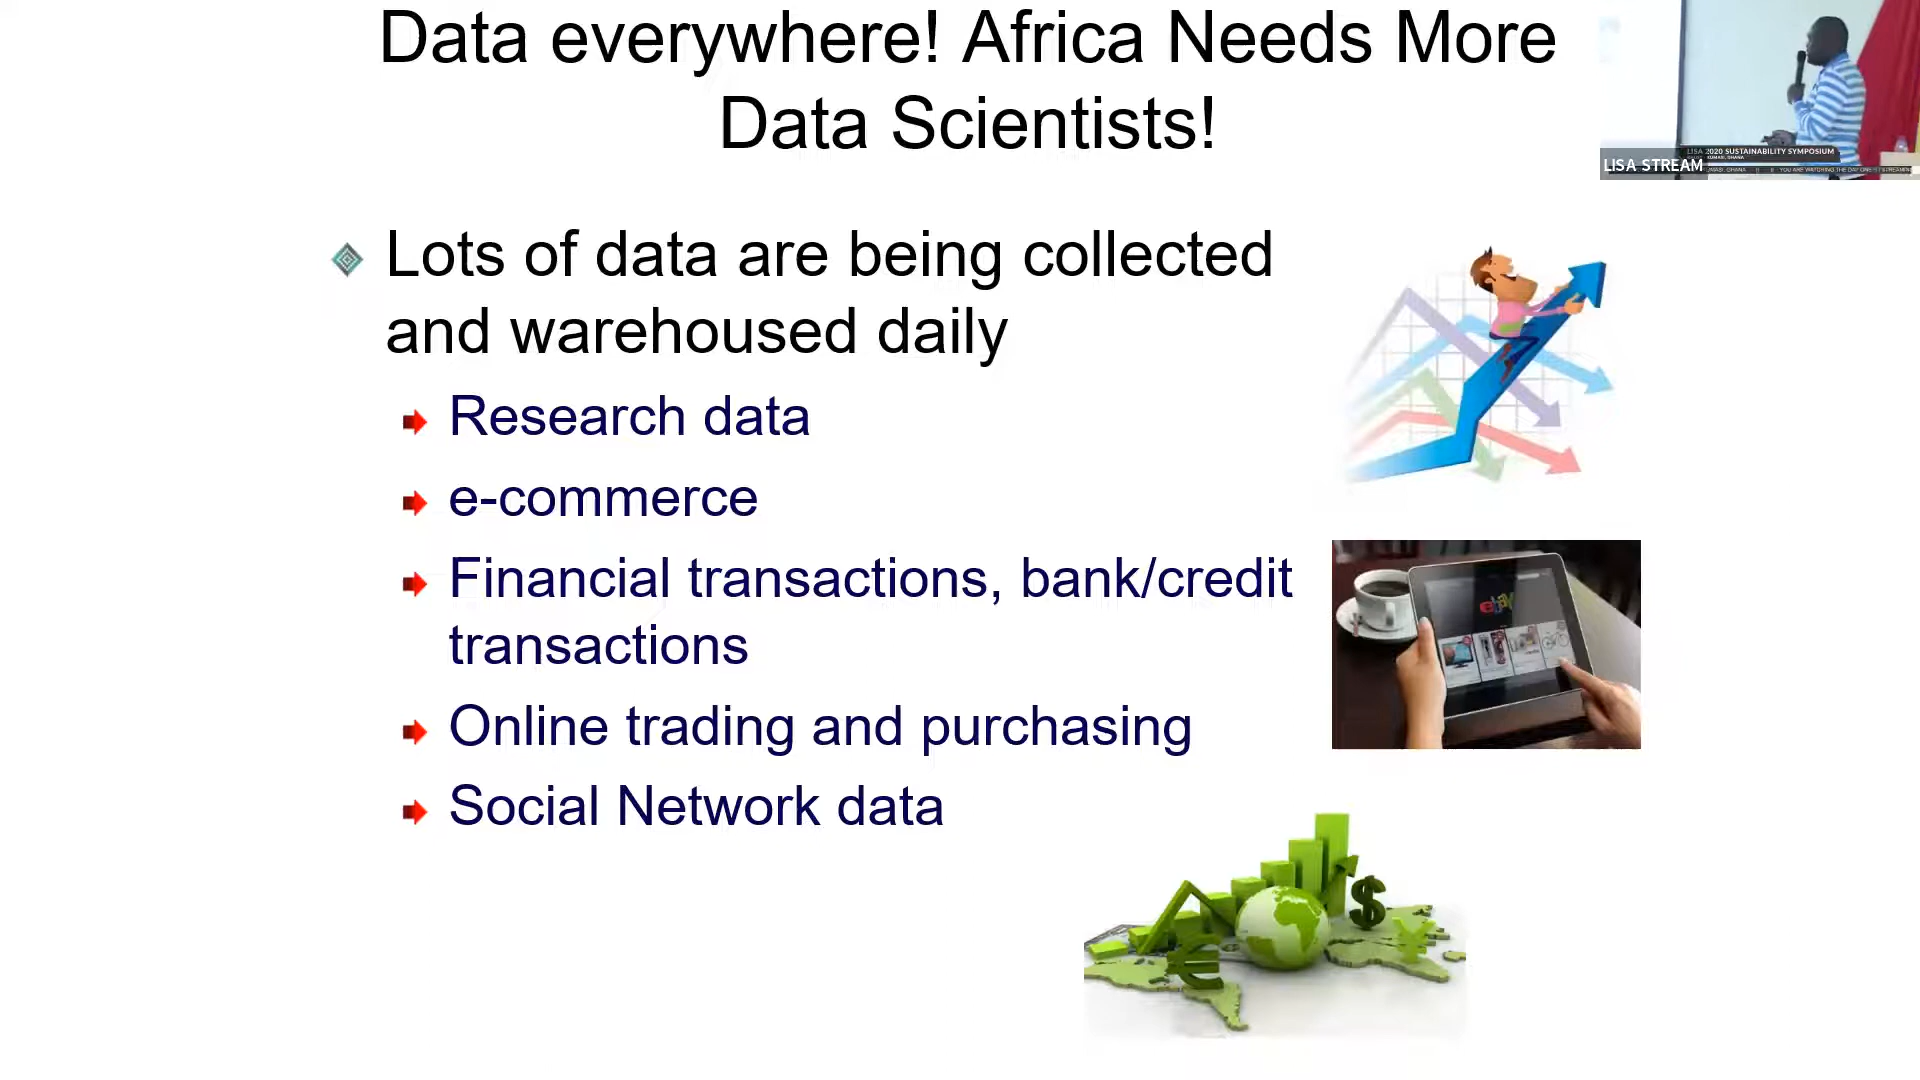 Data everywhere! Africa Needs More
Data Scientists!
LISA 2020 SUSTAINABILITY SYMPOSIUM
LISA STREAM
Lots of data are being collected
and warehoused daily
Research data
e-commerce
Financial transactions, bank/credit
transactions
ebay
Online trading and purchasing
Social Network data
$
€
¥